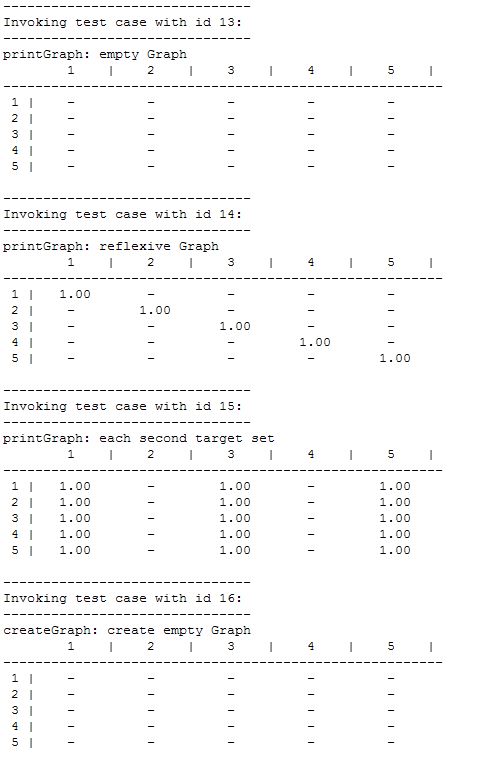 -------------------------------
Invoking test case with id 13:
-------------------------------
printGraph: empty Graph
        1    |    2    |    3    |    4    |    5    |
-------------------------------------------------------
 1 |    -         -         -         -         -
 2 |    -         -         -         -         -
 3 |    -         -         -         -         -
 4 |    -         -         -         -         -
 5 |    -         -         -         -         -
-------------------------------
Invoking test case with id 14:
-------------------------------
printGraph: reflexive Graph
        1    |    2    |    3    |    4    |    5    |
-------------------------------------------------------
 1 |   1.00       -         -         -         -
 2 |    -        1.00       -         -         -
 3 |    -         -        1.00       -         -
 4 |    -         -         -        1.00       -
 5 |    -         -         -         -        1.00
-------------------------------
Invoking test case with id 15:
-------------------------------
printGraph: each second target set
        1    |    2    |    3    |    4    |    5    |
-------------------------------------------------------
 1 |   1.00       -        1.00       -        1.00
 2 |   1.00       -        1.00       -        1.00
 3 |   1.00       -        1.00       -        1.00
 4 |   1.00       -        1.00       -        1.00
 5 |   1.00       -        1.00       -        1.00
-------------------------------
Invoking test case with id 16:
-------------------------------
createGraph: create empty Graph
        1    |    2    |    3    |    4    |    5    |
-------------------------------------------------------
 1 |    -         -         -         -         -
 2 |    -         -         -         -         -
 3 |    -         -         -         -         -
 4 |    -         -         -         -         -
 5 |    -         -         -         -         -